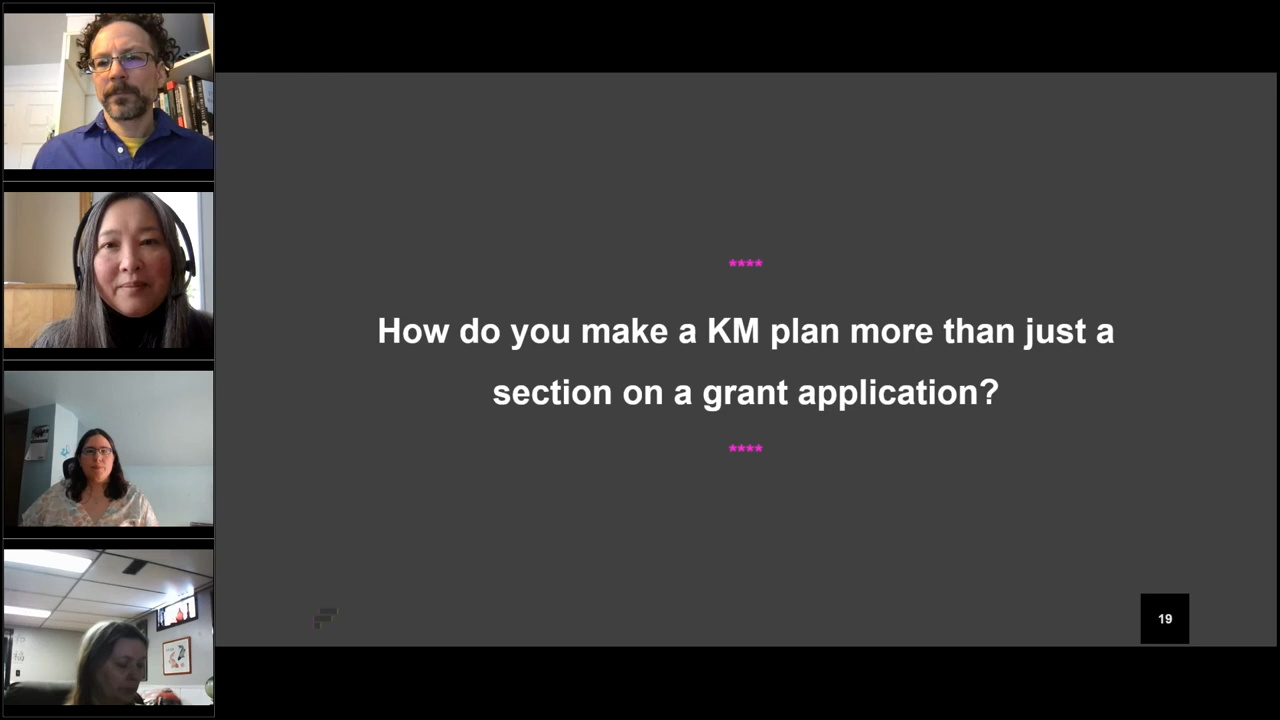 ****
How do you make a KM plan more than just a
section on a grant application?
****
19